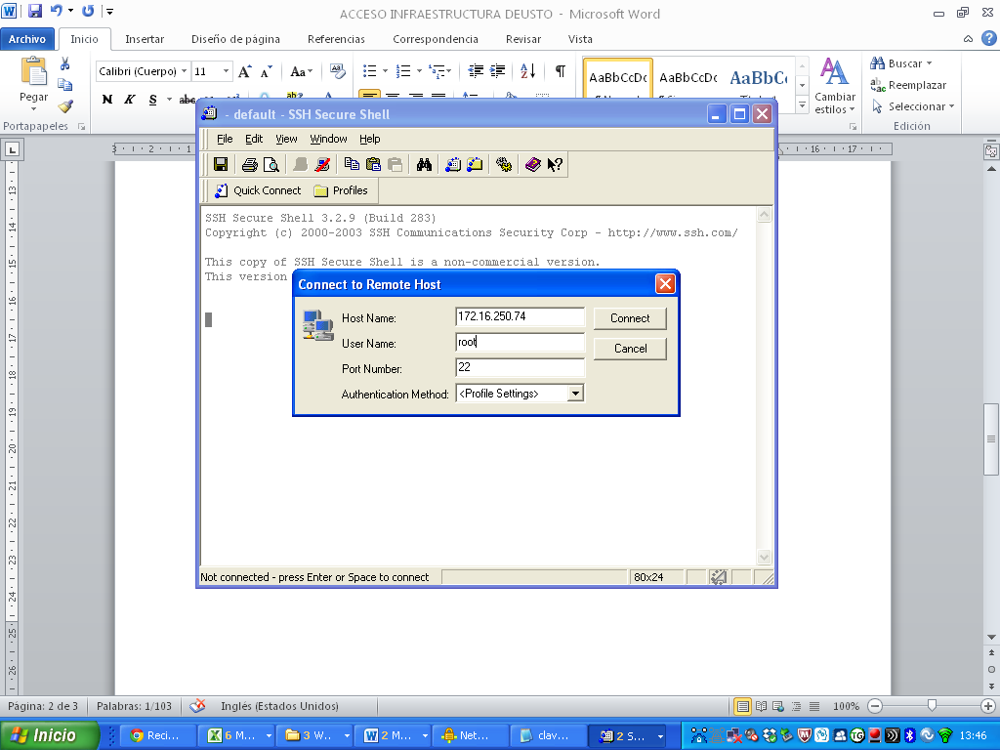 ACCESO INFRAESTRUCTURA DEUSTO - Microsoft Word
Archivo Inicio Insertar Diseño de página Referencias Correspondencia Revisar Vista
Pegar
Calibri (Cuerpo) 11
N K S abc
AaBbCcDc AaBbCcDc AaBbCc
Cambiar estilos
Buscar
Reemplazar
Seleccionar
Portapapeles
Edición
- default - SSH Secure Shell
File Edit View Window Help
Quick Connect Profiles
SSH Secure Shell 3.2.9 (Build 283)
Copyright (c) 2000-2003 SSH Communications Security Corp - http://www.ssh.com/
This copy of SSH Secure Shell is a non-commercial version.
This version
Connect to Remote Host
Host Name: 172.16.250.74 Connect
User Name: root Cancel
Port Number: 22
Authentication Method: <Profile Settings>
Not connected - press Enter or Space to connect 80x24
Página: 2 de 3 Palabras: 1/103 Inglés (Estados Unidos) 100%
Inicio Reci... 6 M... 3 W... 2 M... Net... clav... 2 S... 13:46